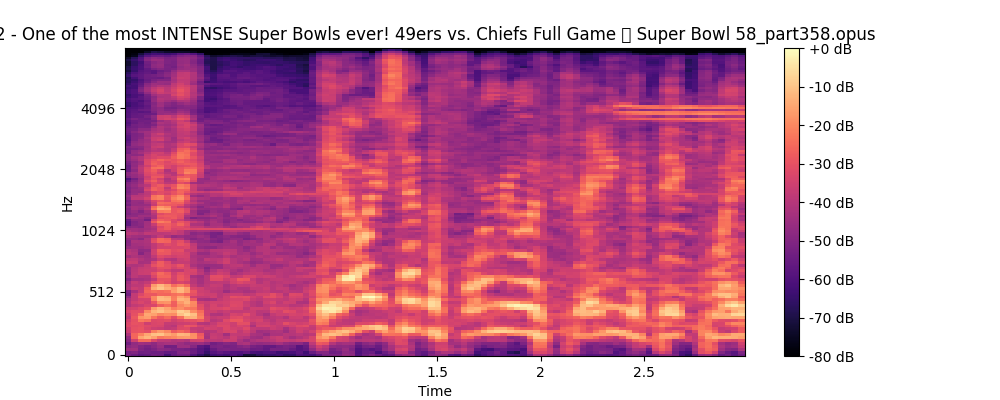 2 - One of the most INTENSE Super Bowls ever! 49ers vs. Chiefs Full Game Super Bowl 58_part358.opus
Hz
4096
2048
1024
512
0
0 0.5 1 1.5 2 2.5
Time
+0 dB
-10 dB
-20 dB
-30 dB
-40 dB
-50 dB
-60 dB
-70 dB
-80 dB